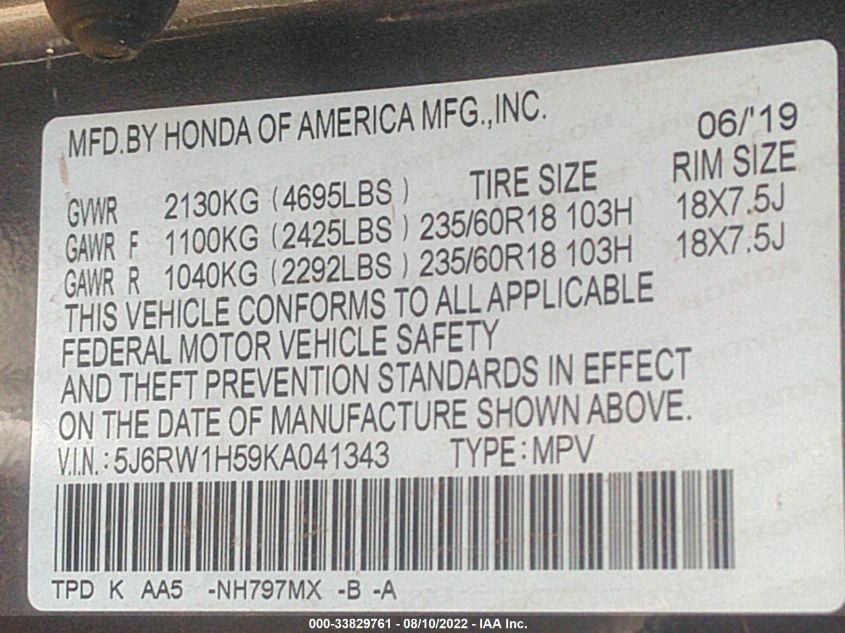 MFD.BY HONDA OF AMERICA MFG.,INC.
06/'19
GVWR 2130KG (4695LBS) TIRE SIZE RIM SIZE
GAWR F 1100KG (2425LBS) 235/60R18 103H 18X7.5J
GAWR R 1040KG (2292LBS) 235/60R18 103H 18X7.5J
THIS VEHICLE CONFORMS TO ALL APPLICABLE
FEDERAL MOTOR VEHICLE SAFETY
AND THEFT PREVENTION STANDARDS IN EFFECT
ON THE DATE OF MANUFACTURE SHOWN ABOVE.
V.I.N.: 5J6RW1H59KA041343 TYPE: MPV
TPD K AA5 -NH797MX -B -A
000-33829761 - 08/10/2022 - IAA Inc.